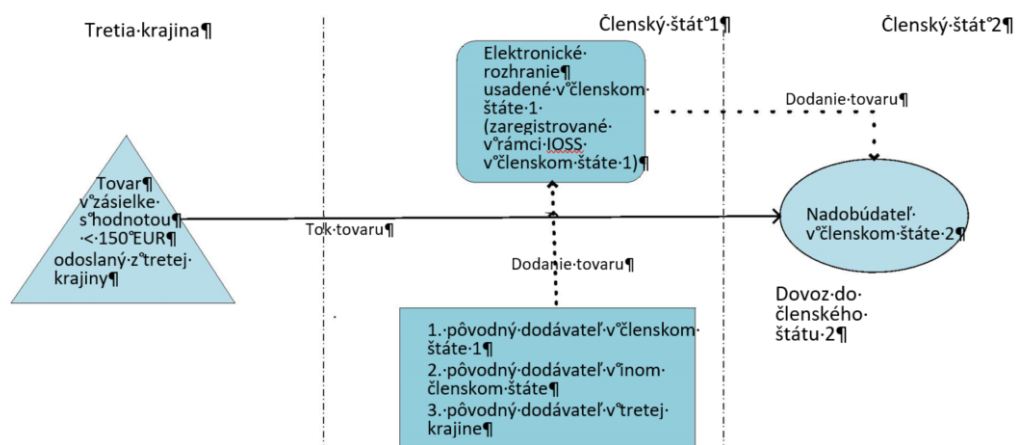 Tretia·krajina¶
Členský·štát°1¶
Členský·štát°2¶
Elektronické·
rozhranie¶
usadené·v°členskom·
štáte·1·
(zaregistrované·
v°rámci·IOSS·
v°členskom·štáte·1)¶
Dodanie·tovaru¶
Tovar¶
v°zásielke·
s°hodnotou¶
·<·150°EUR¶
odoslaný·z°tretej·
krajiny¶
Tok·tovaru¶
Nadobúdateľ·
v°členskom·štáte·2¶
Dodanie·tovaru¶
Dovoz·do·
členského·
štátu·2¶
1.·pôvodný·dodávateľ·v°členskom·
štáte·1¶
2.·pôvodný·dodávateľ·v°inom·
členskom·štáte¶
3.·pôvodný·dodávateľ·v°tretej·
krajine¶